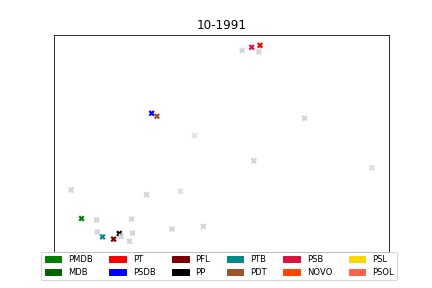 10-1991
PMDB PT PFL PTB PSB PSL
MDB PSDB PP PDT NOVO PSOL